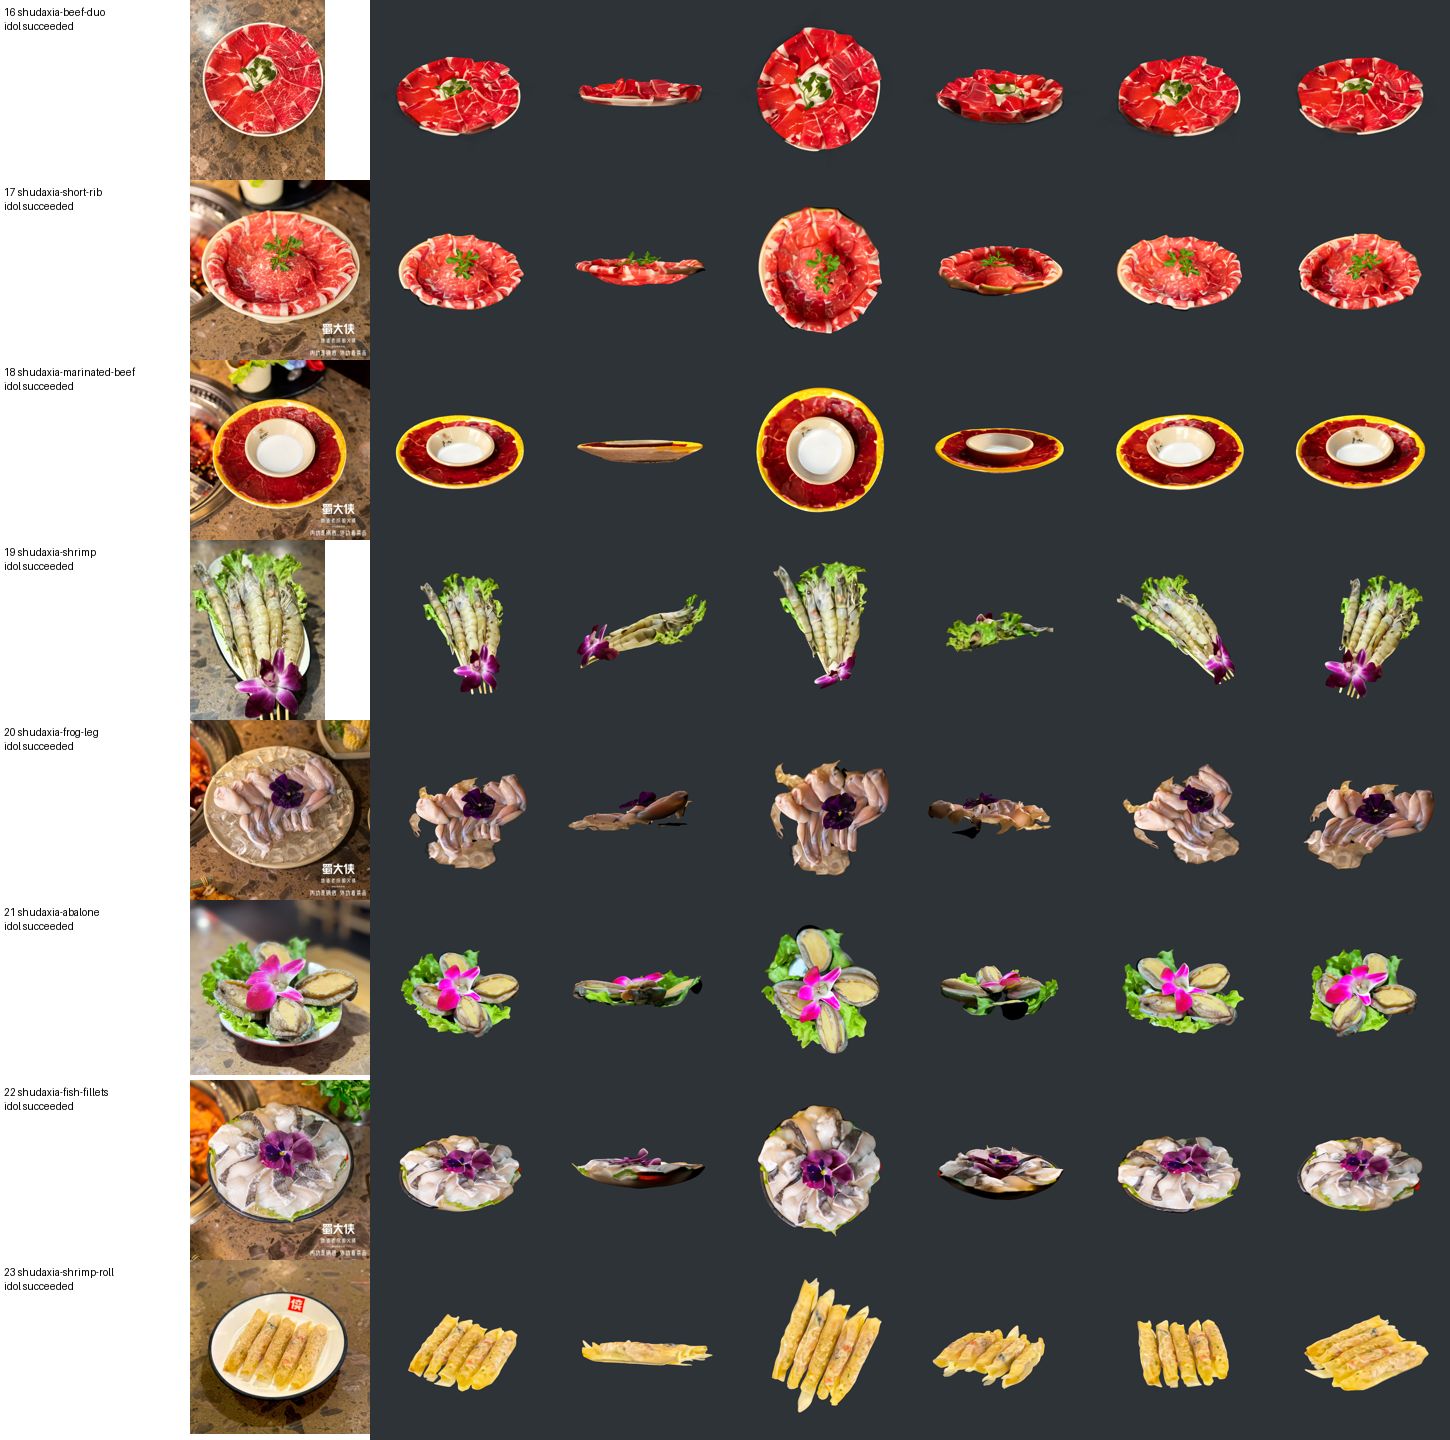 16 shudaxia-beef-duo
idol succeeded
17 shudaxia-short-rib
idol succeeded
蜀大侠
18 shudaxia-marinated-beef
idol succeeded
蜀大侠
19 shudaxia-shrimp
idol succeeded
20 shudaxia-frog-leg
idol succeeded
蜀大侠
21 shudaxia-abalone
idol succeeded
22 shudaxia-fish-fillets
idol succeeded
蜀大侠
23 shudaxia-shrimp-roll
idol succeeded
侠